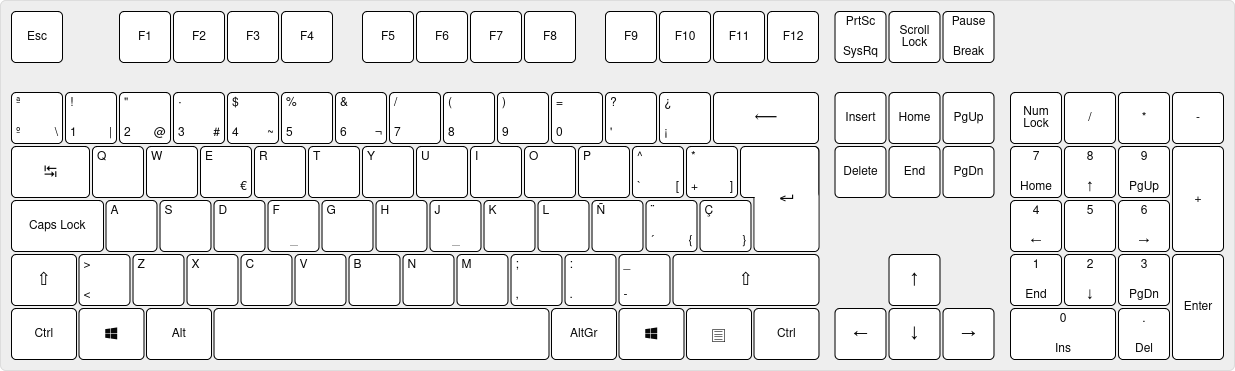 Esc F1 F2 F3 F4 F5 F6 F7 F8 F9 F10 F11 F12 PrtSc SysRq Scroll Lock Pause Break
ª º \ ! 1 | " 2 @ · 3 # $ 4 ~ % 5 & 6 ¬ / 7 ( 8 ) 9 = 0 ? ' ¿ ¡ ⟵ Insert Home PgUp Num Lock / * -
↹ Q W E € R T Y U I O P ^ ` [ * + ] ↵ Delete End PgDn 7 Home 8 ↑ 9 PgUp +
Caps Lock A S D F _ G H J _ K L Ñ ¨ ´ { Ç } 4 ← 5 6 →
⇧ > < Z X C V B N M ; , : . _ - ⇧ ↑ 1 End 2 ↓ 3 PgDn Enter
Ctrl Alt AltGr Ctrl ← ↓ → 0 Ins . Del